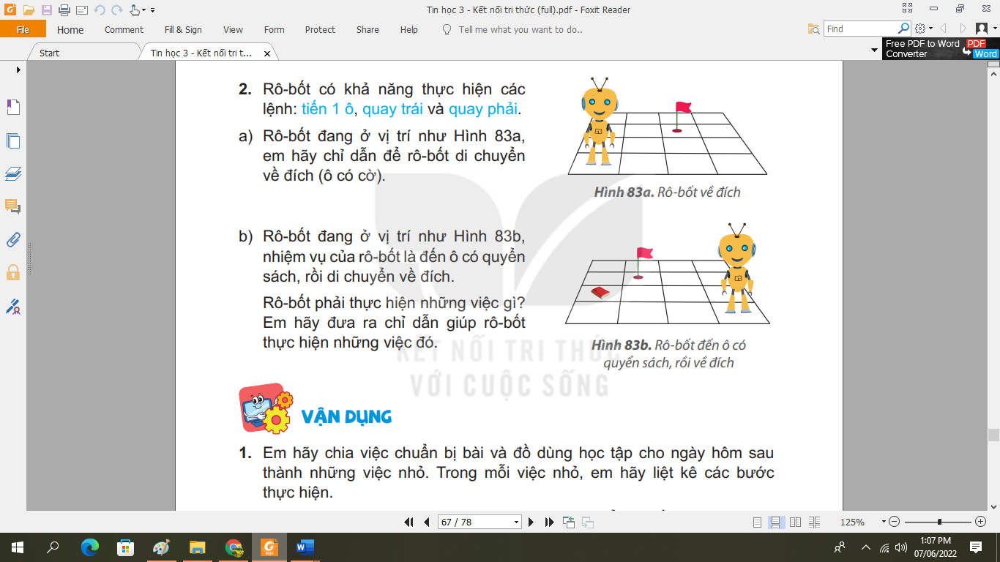 Tin học 3 - Kết nối tri thức (full).pdf - Foxit Reader
File Home Comment Fill & Sign View Form Protect Share Help Tell me what you want to do.. Find
Start Tin học 3 - Kết nối tri t... x
Free PDF to Word PDF
Converter Word
2. Rô-bốt có khả năng thực hiện các
lệnh: tiến 1 ô, quay trái và quay phải.
a) Rô-bốt đang ở vị trí như Hình 83a,
em hãy chỉ dẫn để rô-bốt di chuyển
về đích (ô có cờ).
Hình 83a. Rô-bốt về đích
b) Rô-bốt đang ở vị trí như Hình 83b,
nhiệm vụ của rô-bốt là đến ô có quyển
sách, rồi di chuyển về đích.
Rô-bốt phải thực hiện những việc gì?
Em hãy đưa ra chỉ dẫn giúp rô-bốt
thực hiện những việc đó.
Hình 83b. Rô-bốt đến ô có
quyển sách, rồi về đích
KẾT NỐI TRI THỨC
VỚI CUỘC SỐNG
VẬN DỤNG
1. Em hãy chia việc chuẩn bị bài và đồ dùng học tập cho ngày hôm sau
thành những việc nhỏ. Trong mỗi việc nhỏ, em hãy liệt kê các bước
thực hiện.
67 / 78
125%
1:07 PM
07/06/2022